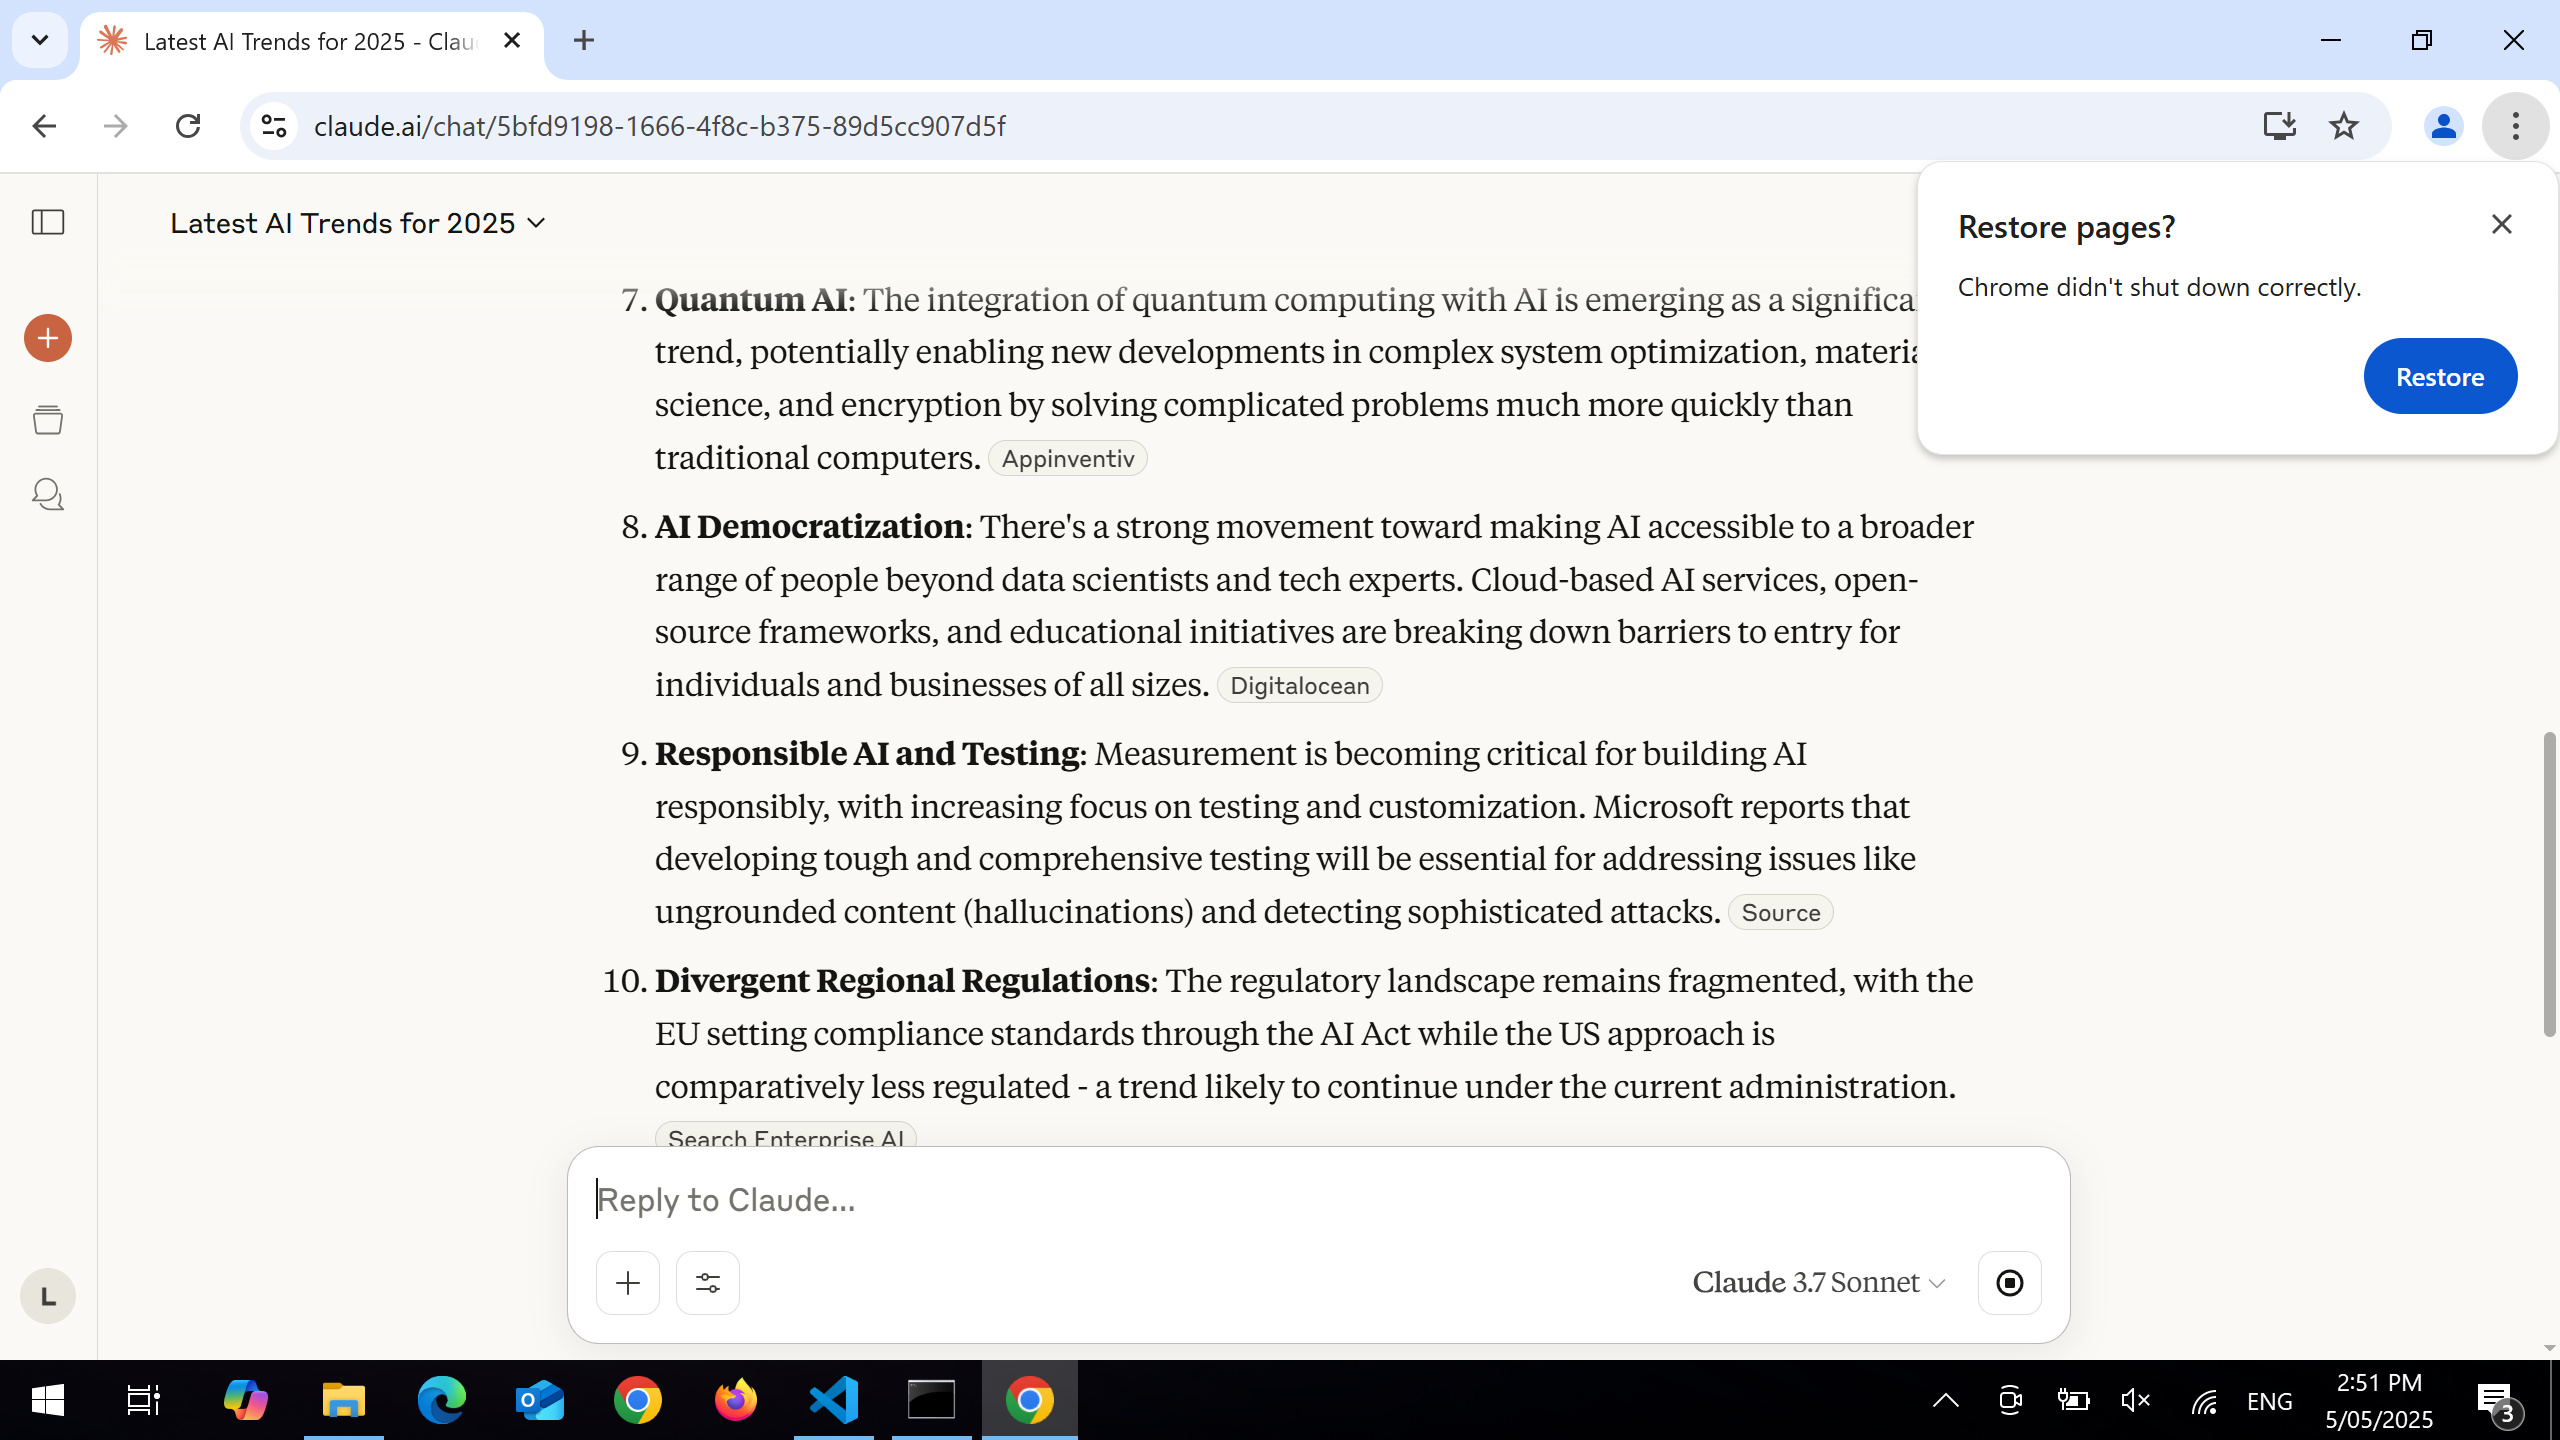 Latest AI Trends for 2025 - Clau
claude.ai/chat/5bfd9198-1666-4f8c-b375-89d5cc907d5f
Restore pages?
Chrome didn't shut down correctly.
Restore
Latest AI Trends for 2025
7. Quantum AI: The integration of quantum computing with AI is emerging as a significa
trend, potentially enabling new developments in complex system optimization, materia
science, and encryption by solving complicated problems much more quickly than
traditional computers. Appinventiv
8. AI Democratization: There's a strong movement toward making AI accessible to a broader
range of people beyond data scientists and tech experts. Cloud-based AI services, open-
source frameworks, and educational initiatives are breaking down barriers to entry for
individuals and businesses of all sizes. Digitalocean
9. Responsible AI and Testing: Measurement is becoming critical for building AI
responsibly, with increasing focus on testing and customization. Microsoft reports that
developing tough and comprehensive testing will be essential for addressing issues like
ungrounded content (hallucinations) and detecting sophisticated attacks. Source
10. Divergent Regional Regulations: The regulatory landscape remains fragmented, with the
EU setting compliance standards through the AI Act while the US approach is
comparatively less regulated - a trend likely to continue under the current administration.
Search Enterprise AI
Reply to Claude...
Claude 3.7 Sonnet
L
ENG
2:51 PM
5/05/2025
3